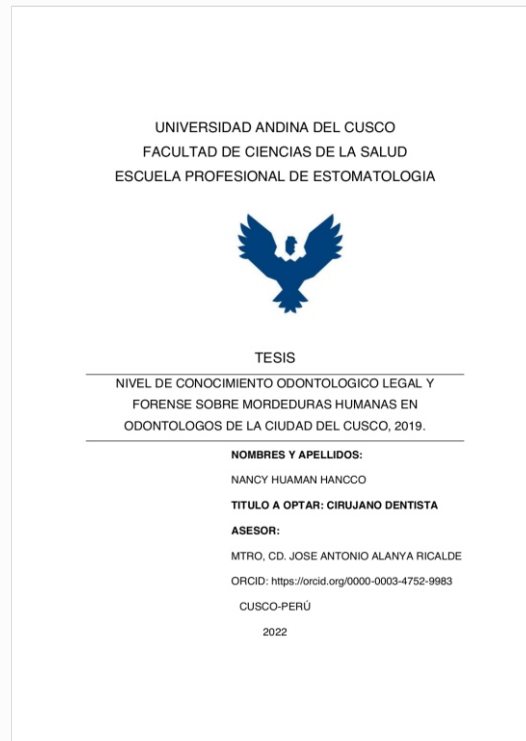 UNIVERSIDAD ANDINA DEL CUSCO
FACULTAD DE CIENCIAS DE LA SALUD
ESCUELA PROFESIONAL DE ESTOMATOLOGIA
TESIS
NIVEL DE CONOCIMIENTO ODONTOLOGICO LEGAL Y
FORENSE SOBRE MORDEDURAS HUMANAS EN
ODONTOLOGOS DE LA CIUDAD DEL CUSCO, 2019.
NOMBRES Y APELLIDOS:
NANCY HUAMAN HANCCO
TITULO A OPTAR: CIRUJANO DENTISTA
ASESOR:
MTRO, CD. JOSE ANTONIO ALANYA RICALDE
ORCID: https://orcid.org/0000-0003-4752-9983
CUSCO-PERÚ
2022